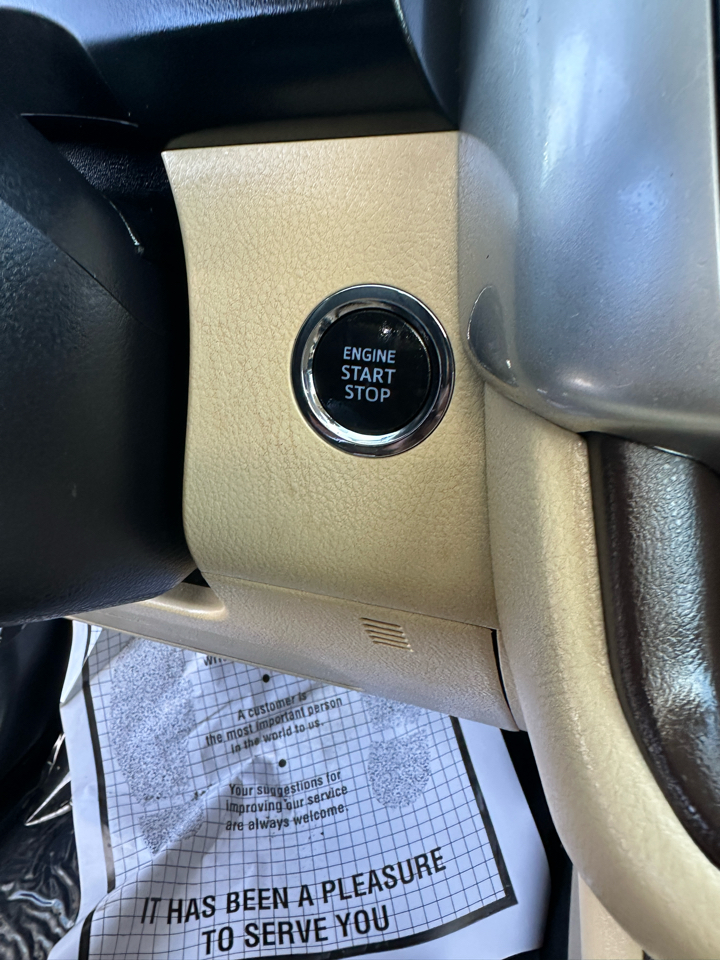 ENGINE
START
STOP
A customer is
the most important person
in the world to us.
Your suggestions for
improving our service
are always welcome.
IT HAS BEEN A PLEASURE
TO SERVE YOU